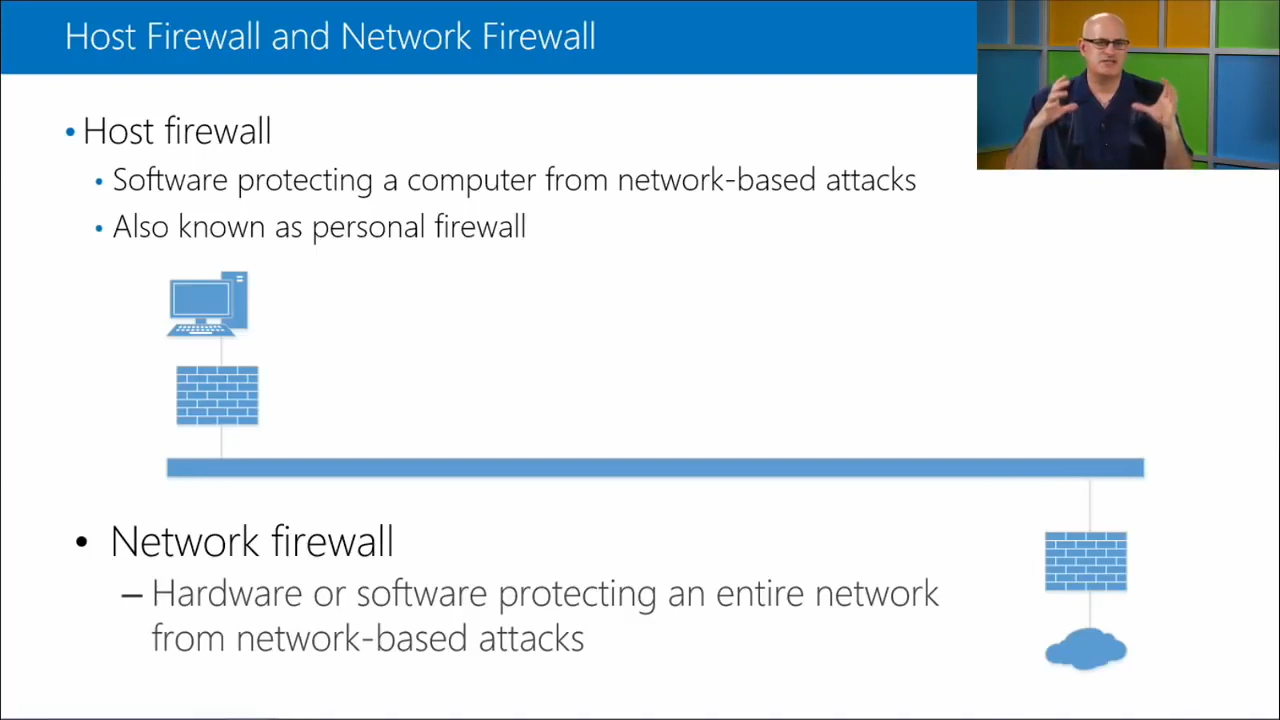 Host Firewall and Network Firewall
• Host firewall
• Software protecting a computer from network-based attacks
• Also known as personal firewall
• Network firewall
– Hardware or software protecting an entire network
from network-based attacks